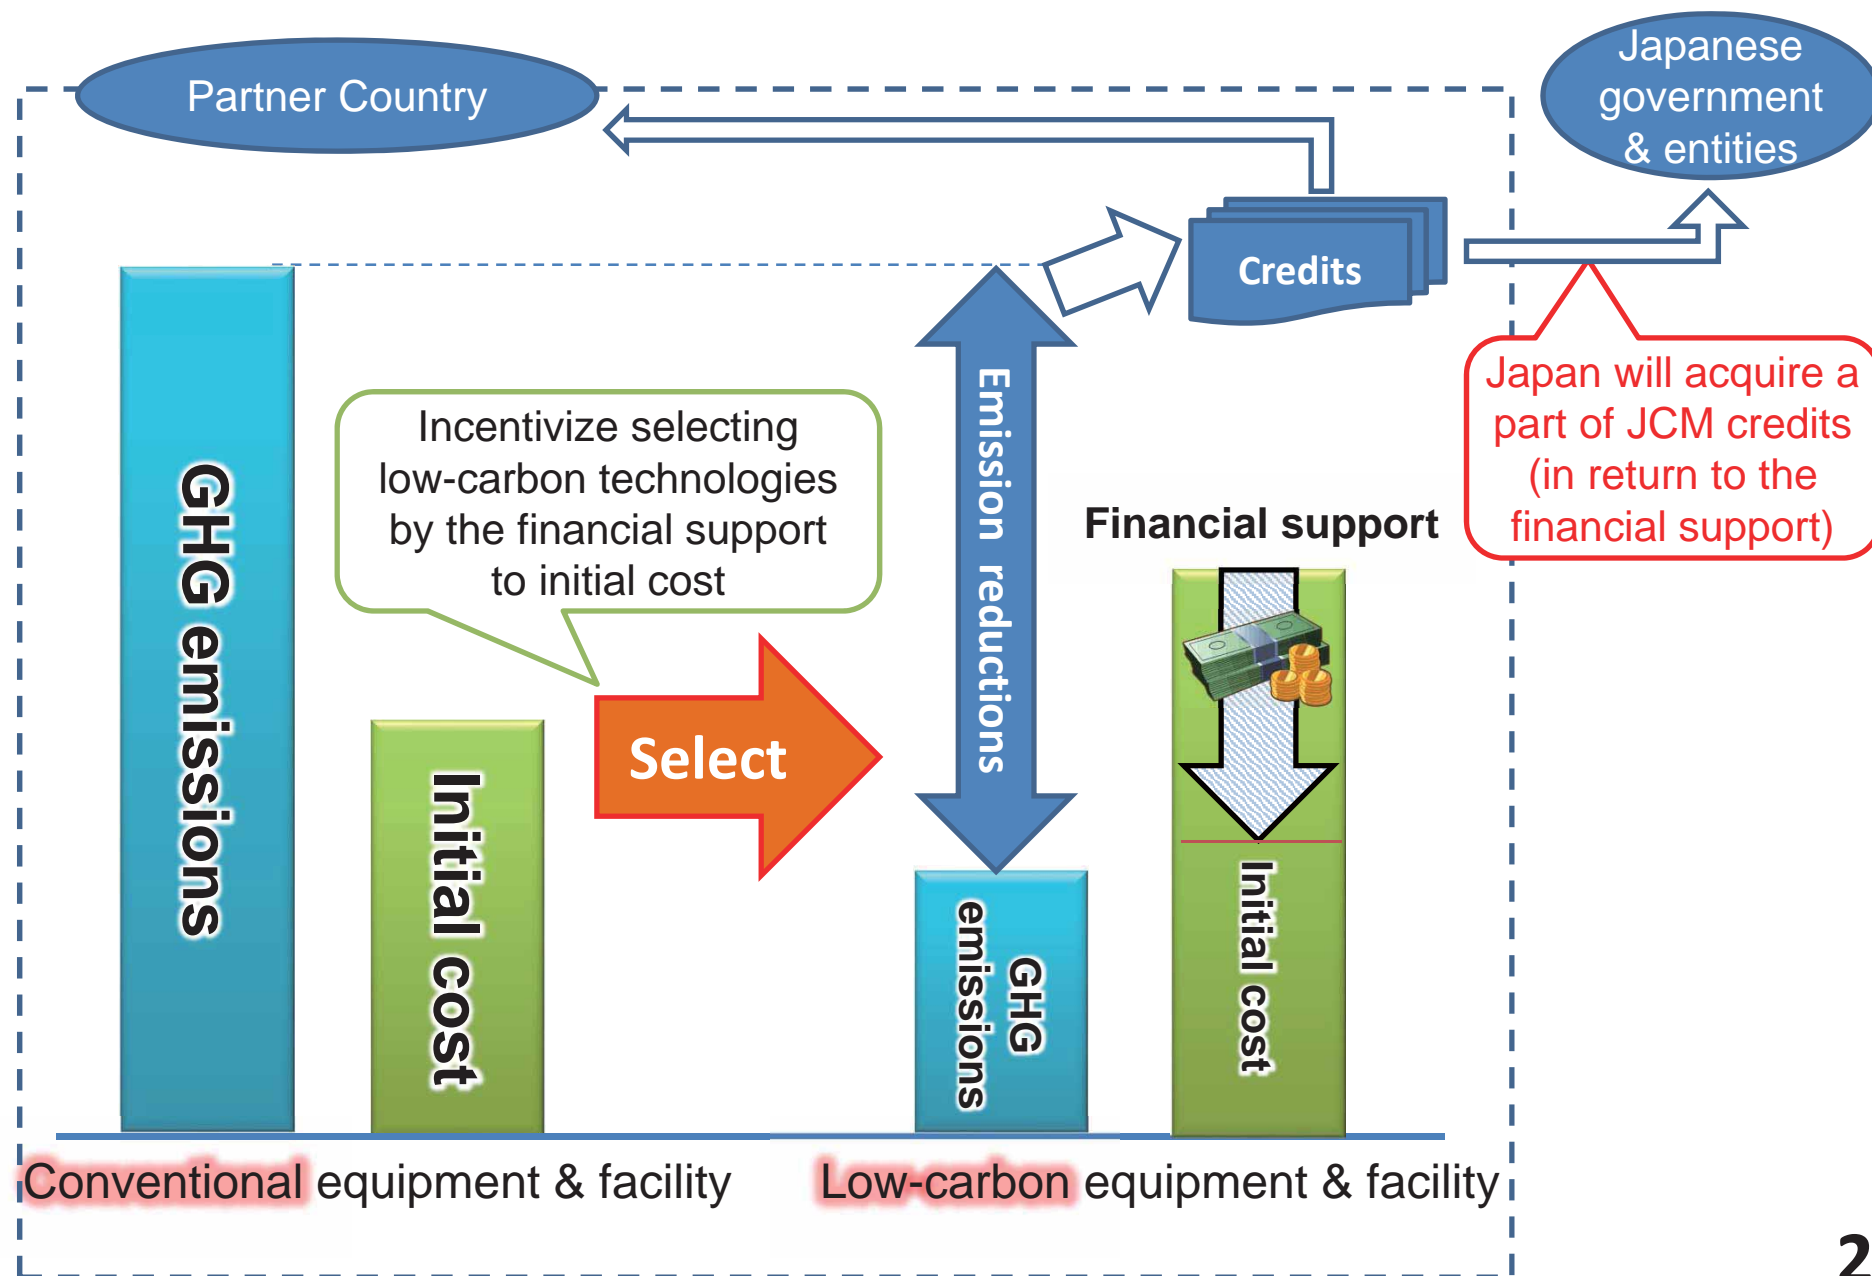 Partner Country
Japanese
government
& entities
Credits
Japan will acquire a
part of JCM credits
(in return to the
financial support)
Incentivize selecting
low-carbon technologies
by the financial support
to initial cost
GHG emissions
Initial cost
Select
Emission reductions
Financial support
GHG
emissions
Initial cost
Conventional equipment & facility
Low-carbon equipment & facility
2